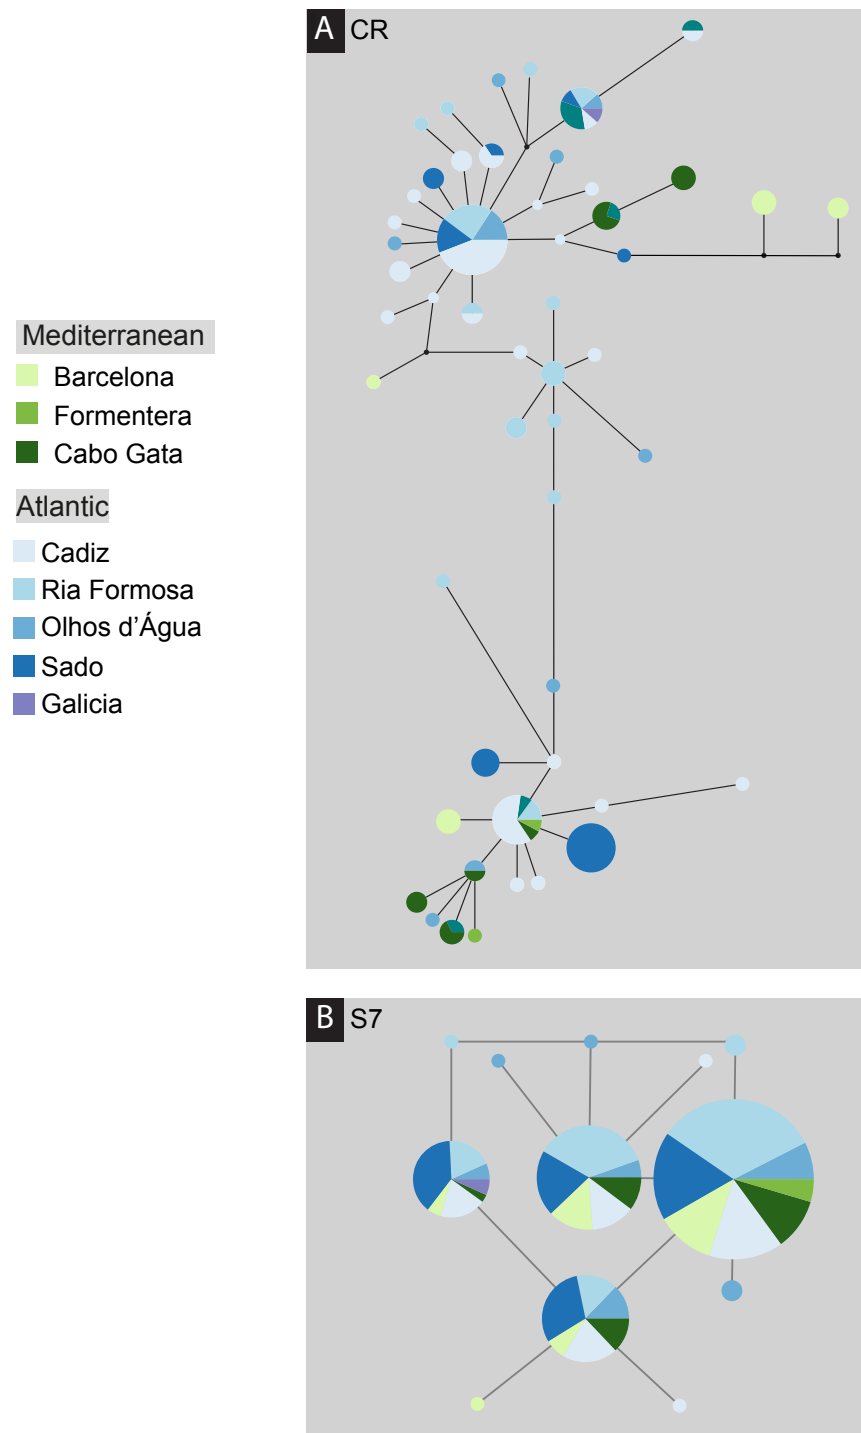 A CR
Mediterranean
Barcelona
Formentera
Cabo Gata
Atlantic
Cadiz
Ria Formosa
Olhos d'Água
Sado
Galicia
B S7